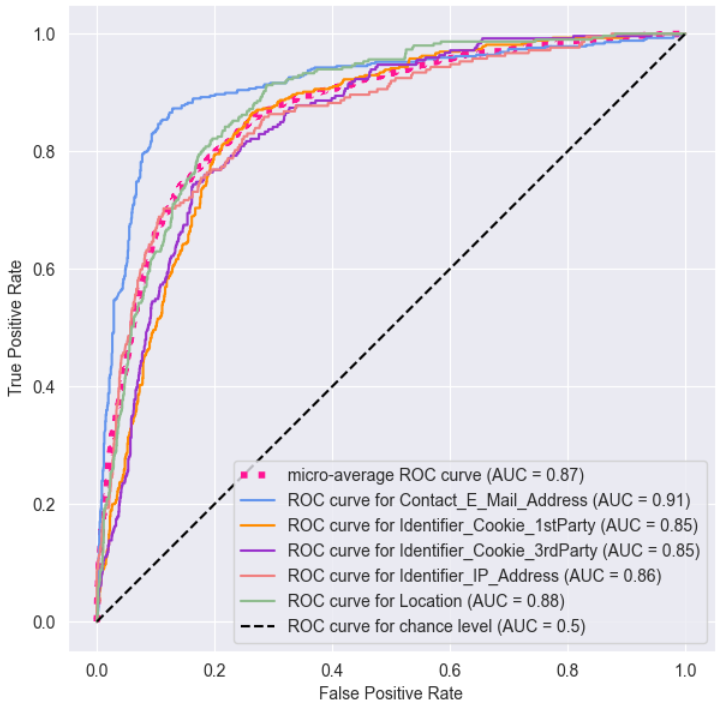 1.0
0.8
0.6
0.4
0.2
0.0
True Positive Rate
micro-average ROC curve (AUC = 0.87)
ROC curve for Contact_E_Mail_Address (AUC = 0.91)
ROC curve for Identifier_Cookie_1stParty (AUC = 0.85)
ROC curve for Identifier_Cookie_3rdParty (AUC = 0.85)
ROC curve for Identifier_IP_Address (AUC = 0.86)
ROC curve for Location (AUC = 0.88)
ROC curve for chance level (AUC = 0.5)
0.0 0.2 0.4 0.6 0.8 1.0
False Positive Rate